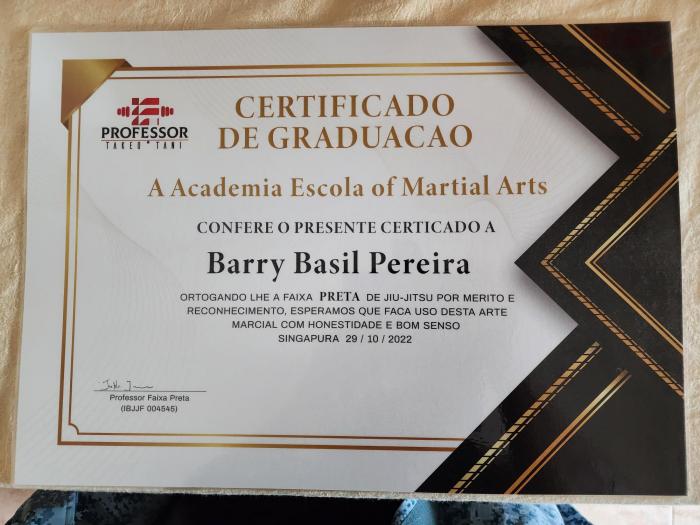 PROFESSOR
TAKEO TANI
CERTIFICADO
DE GRADUACAO
A Academia Escola of Martial Arts
CONFERE O PRESENTE CERTICADO A
Barry Basil Pereira
ORTOGANDO LHE A FAIXA PRETA DE JIU-JITSU POR MERITO E
RECONHECIMENTO, ESPERAMOS QUE FACA USO DESTA ARTE
MARCIAL COM HONESTIDADE E BOM SENSO
SINGAPURA 29 / 10 / 2022
Professor Faixa Preta
(IBJJF 004545)